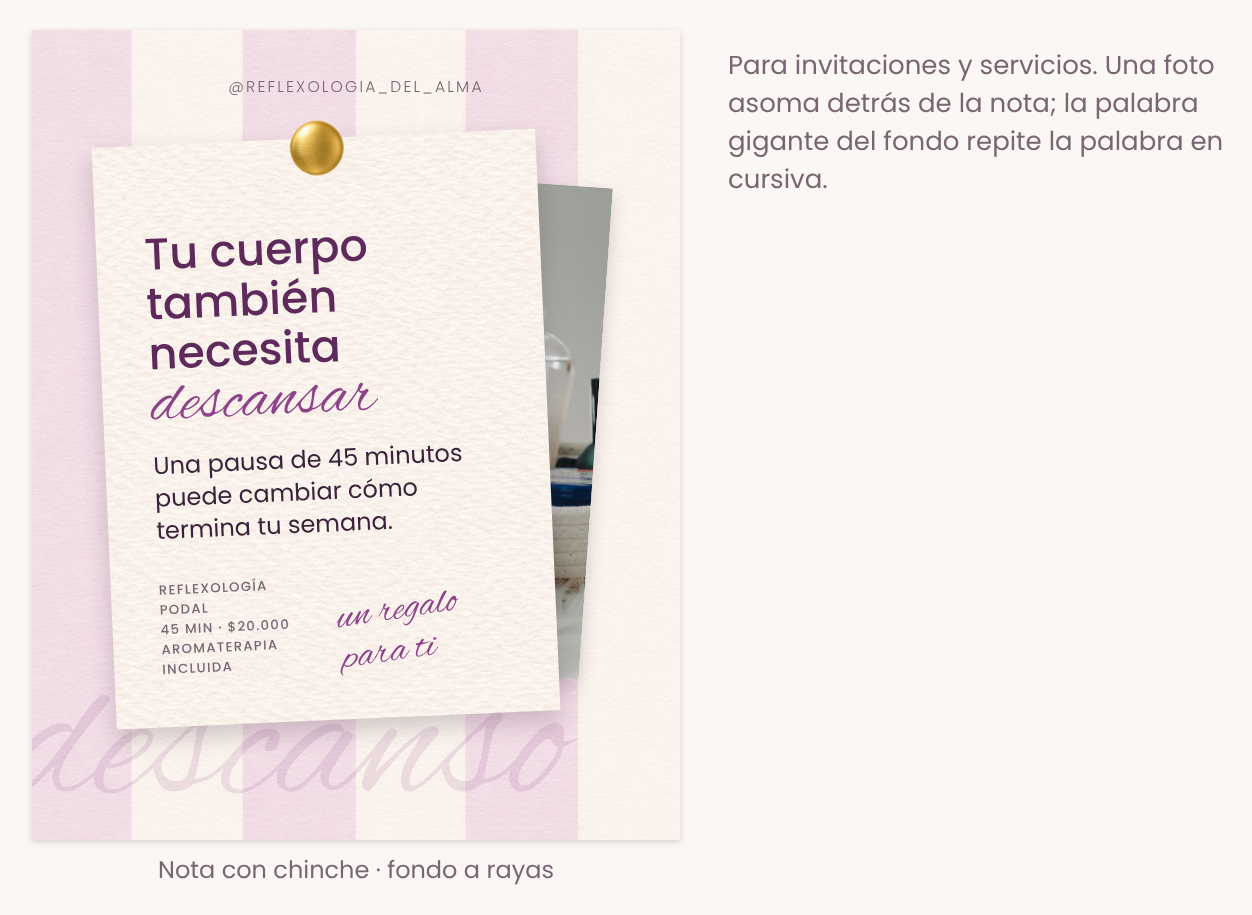 @REFLEXOLOGIA_DEL_ALMA
Tu cuerpo
también
necesita
descansar
Una pausa de 45 minutos
puede cambiar cómo
termina tu semana.
REFLEXOLOGÍA
PODAL
45 MIN · $20.000
AROMATERAPIA
INCLUIDA
un regalo
para ti
descanso
Nota con chinche · fondo a rayas
Para invitaciones y servicios. Una foto
asoma detrás de la nota; la palabra
gigante del fondo repite la palabra en
cursiva.